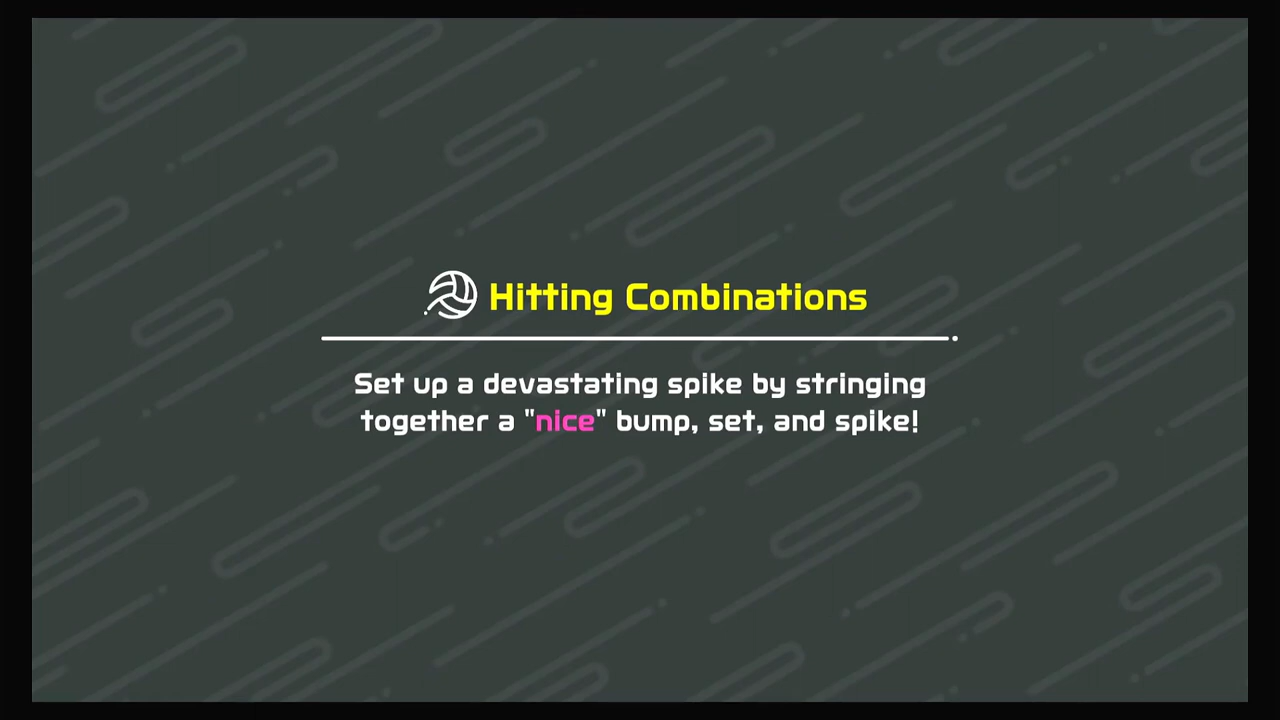 Hitting Combinations
Set up a devastating spike by stringing
together a "nice" bump, set, and spike!